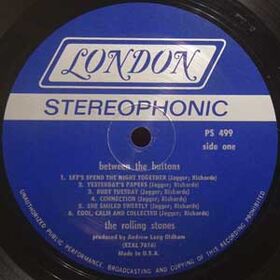 LONDON
STEREOPHONIC
PS 499
side one
between the buttons
1. LET'S SPEND THE NIGHT TOGETHER (Jagger; Richards)
2. YESTERDAY'S PAPERS (Jagger; Richards)
3. RUBY TUESDAY (Jagger; Richards)
4. CONNECTION (Jagger; Richards)
5. SHE SMILED SWEETLY (Jagger; Richards)
6. COOL, CALM AND COLLECTED (Jagger; Richards)
the rolling stones
produced by Andrew Loog Oldham
(KZAL 7616)
Made in U.S.A.
UNAUTHORIZED PUBLIC PERFORMANCE, BROADCASTING AND COPYING OF THIS RECORDING PROHIBITED